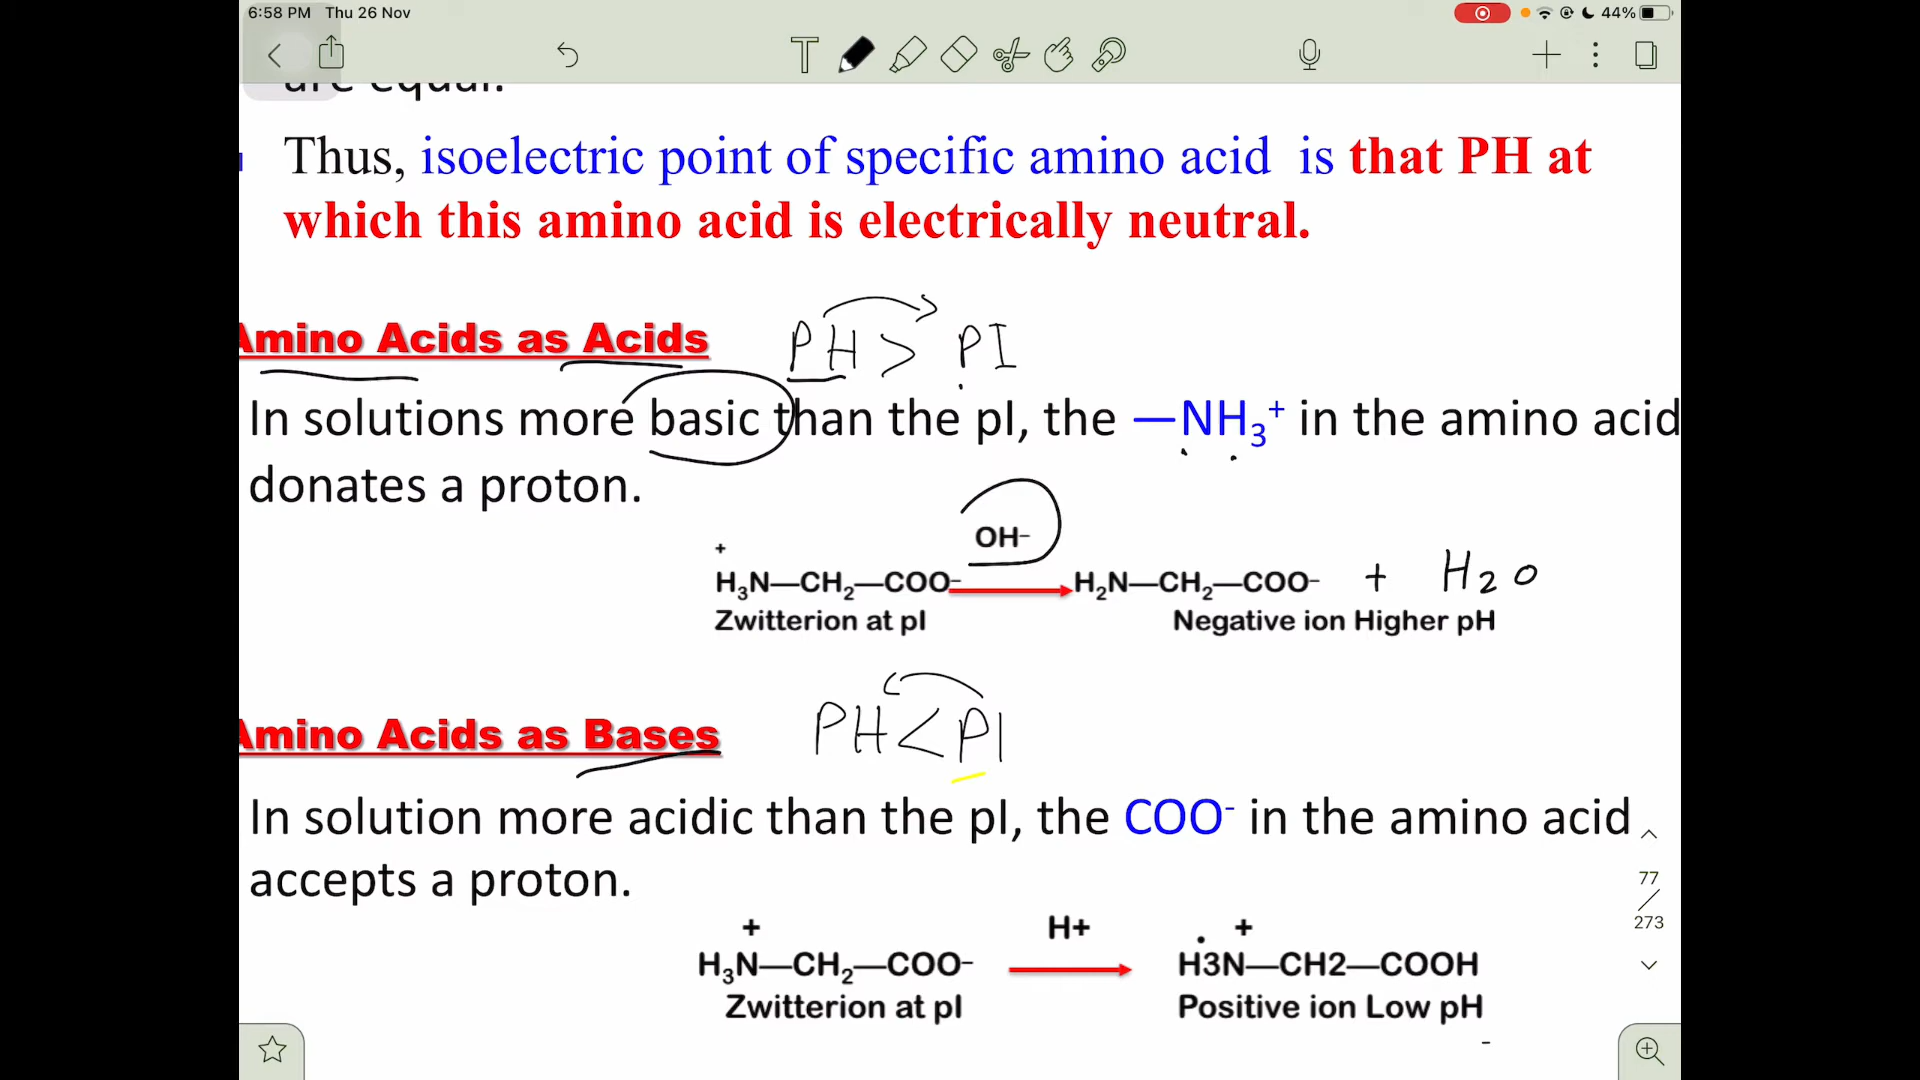 6:58 PM Thu 26 Nov
44%
are equal.
Thus, isoelectric point of specific amino acid is that PH at
which this amino acid is electrically neutral.
Amino Acids as Acids PH > PI
In solutions more basic than the pI, the —NH₃⁺ in the amino acid
donates a proton.
OH–
+
H₃N—CH₂—COO– H₂N—CH₂—COO– + H₂O
Zwitterion at pI Negative ion Higher pH
Amino Acids as Bases PH < PI
In solution more acidic than the pI, the COO⁻ in the amino acid
accepts a proton.
77
/
273
+ H+ +
H₃N—CH₂—COO– H3N—CH2—COOH
Zwitterion at pI Positive ion Low pH